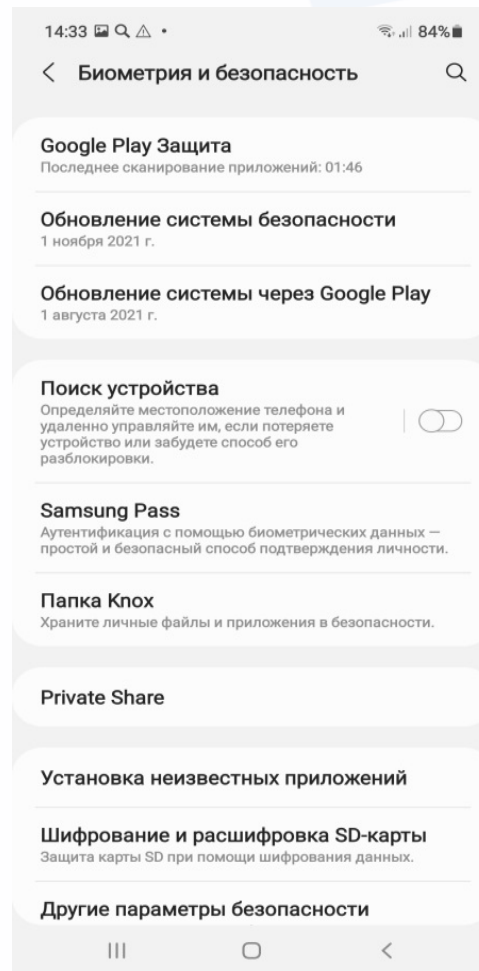 14:33 84%
Биометрия и безопасность
Google Play Защита
Последнее сканирование приложений: 01:46
Обновление системы безопасности
1 ноября 2021 г.
Обновление системы через Google Play
1 августа 2021 г.
Поиск устройства
Определяйте местоположение телефона и
удаленно управляйте им, если потеряете
устройство или забудете способ его
разблокировки.
Samsung Pass
Аутентификация с помощью биометрических данных —
простой и безопасный способ подтверждения личности.
Папка Knox
Храните личные файлы и приложения в безопасности.
Private Share
Установка неизвестных приложений
Шифрование и расшифровка SD-карты
Защита карты SD при помощи шифрования данных.
Другие параметры безопасности